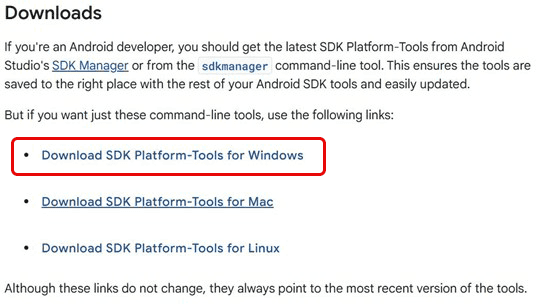 Downloads
If you're an Android developer, you should get the latest SDK Platform-Tools from Android
Studio's SDK Manager or from the sdkmanager command-line tool. This ensures the tools are
saved to the right place with the rest of your Android SDK tools and easily updated.
But if you want just these command-line tools, use the following links:
• Download SDK Platform-Tools for Windows
• Download SDK Platform-Tools for Mac
• Download SDK Platform-Tools for Linux
Although these links do not change, they always point to the most recent version of the tools.